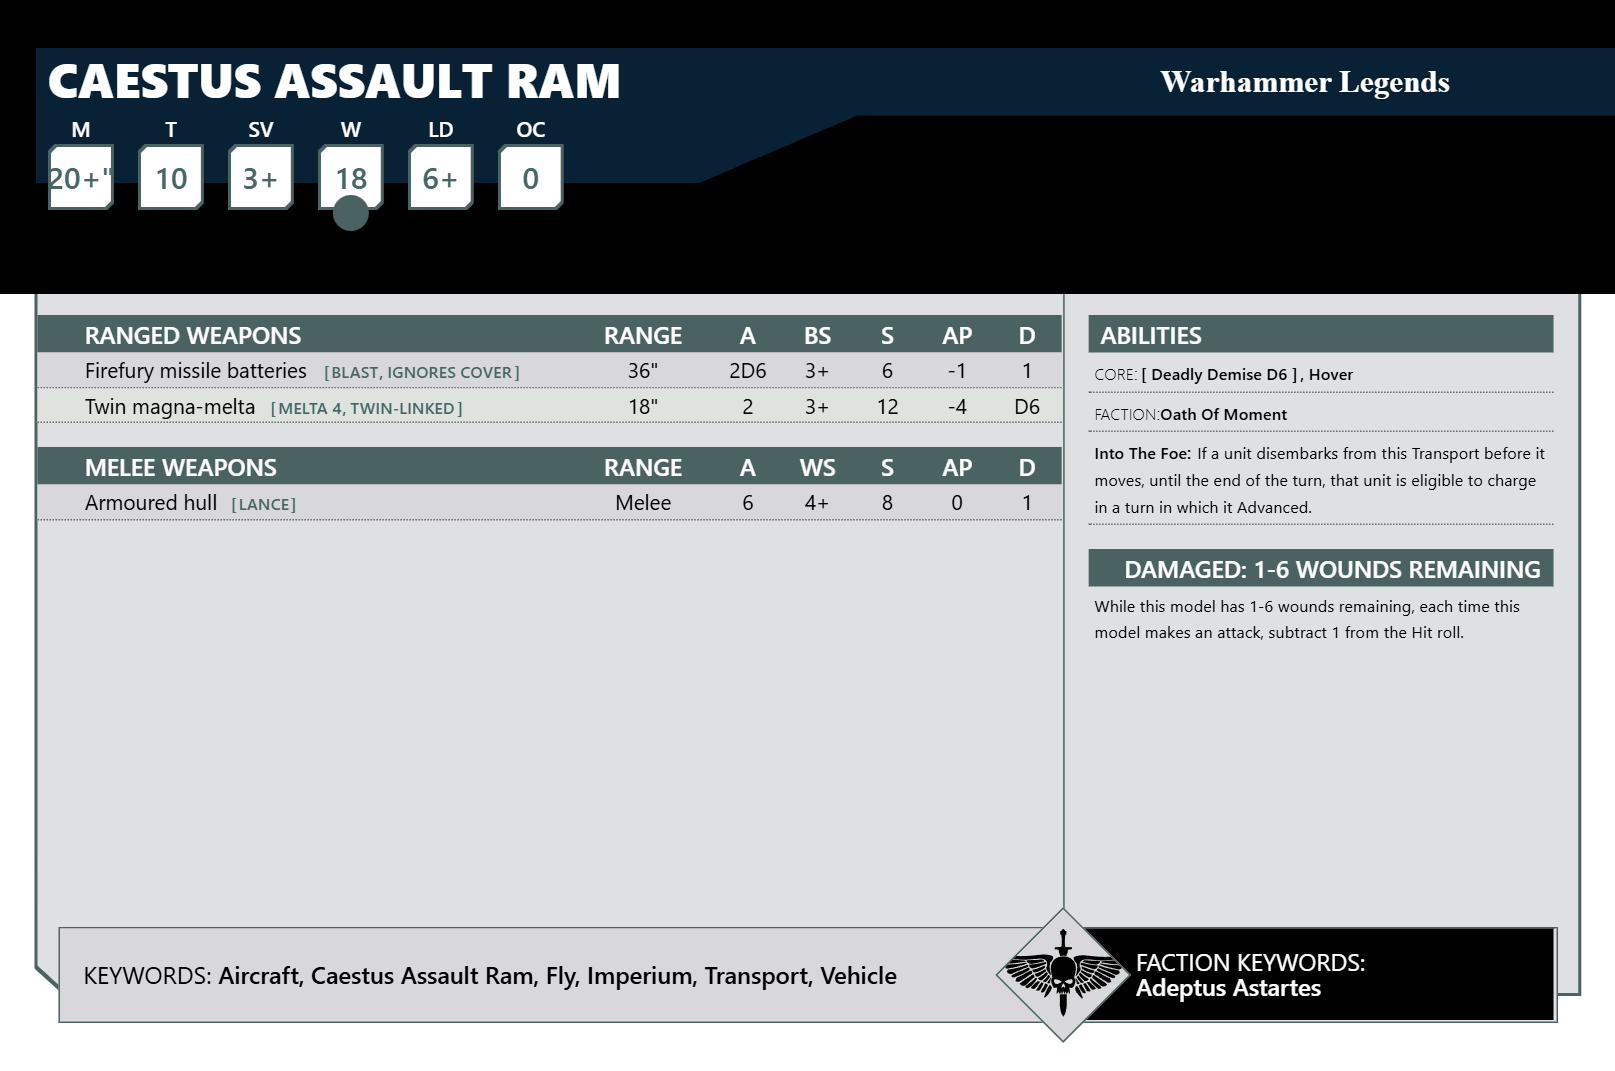 CAESTUS ASSAULT RAM
Warhammer Legends
M T SV W LD OC
20+" 10 3+ 18 6+ 0
RANGED WEAPONS RANGE A BS S AP D
Firefury missile batteries [BLAST, IGNORES COVER] 36" 2D6 3+ 6 -1 1
Twin magna-melta [MELTA 4, TWIN-LINKED] 18" 2 3+ 12 -4 D6
MELEE WEAPONS RANGE A WS S AP D
Armoured hull [LANCE] Melee 6 4+ 8 0 1
ABILITIES
CORE: [ Deadly Demise D6 ] , Hover
FACTION:Oath Of Moment
Into The Foe: If a unit disembarks from this Transport before it
moves, until the end of the turn, that unit is eligible to charge
in a turn in which it Advanced.
DAMAGED: 1-6 WOUNDS REMAINING
While this model has 1-6 wounds remaining, each time this
model makes an attack, subtract 1 from the Hit roll.
KEYWORDS: Aircraft, Caestus Assault Ram, Fly, Imperium, Transport, Vehicle
FACTION KEYWORDS:
Adeptus Astartes